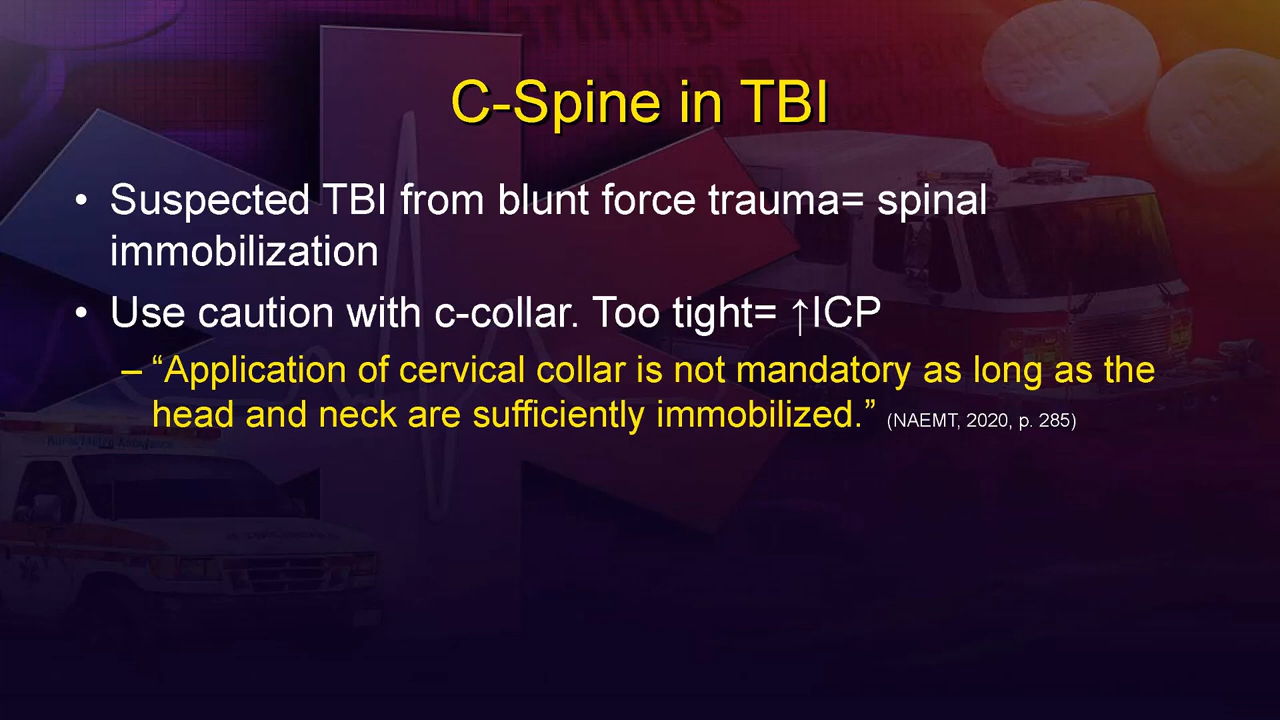 C-Spine in TBI
• Suspected TBI from blunt force trauma= spinal
immobilization
• Use caution with c-collar. Too tight= ↑ICP
– “Application of cervical collar is not mandatory as long as the
head and neck are sufficiently immobilized.” (NAEMT, 2020, p. 285)